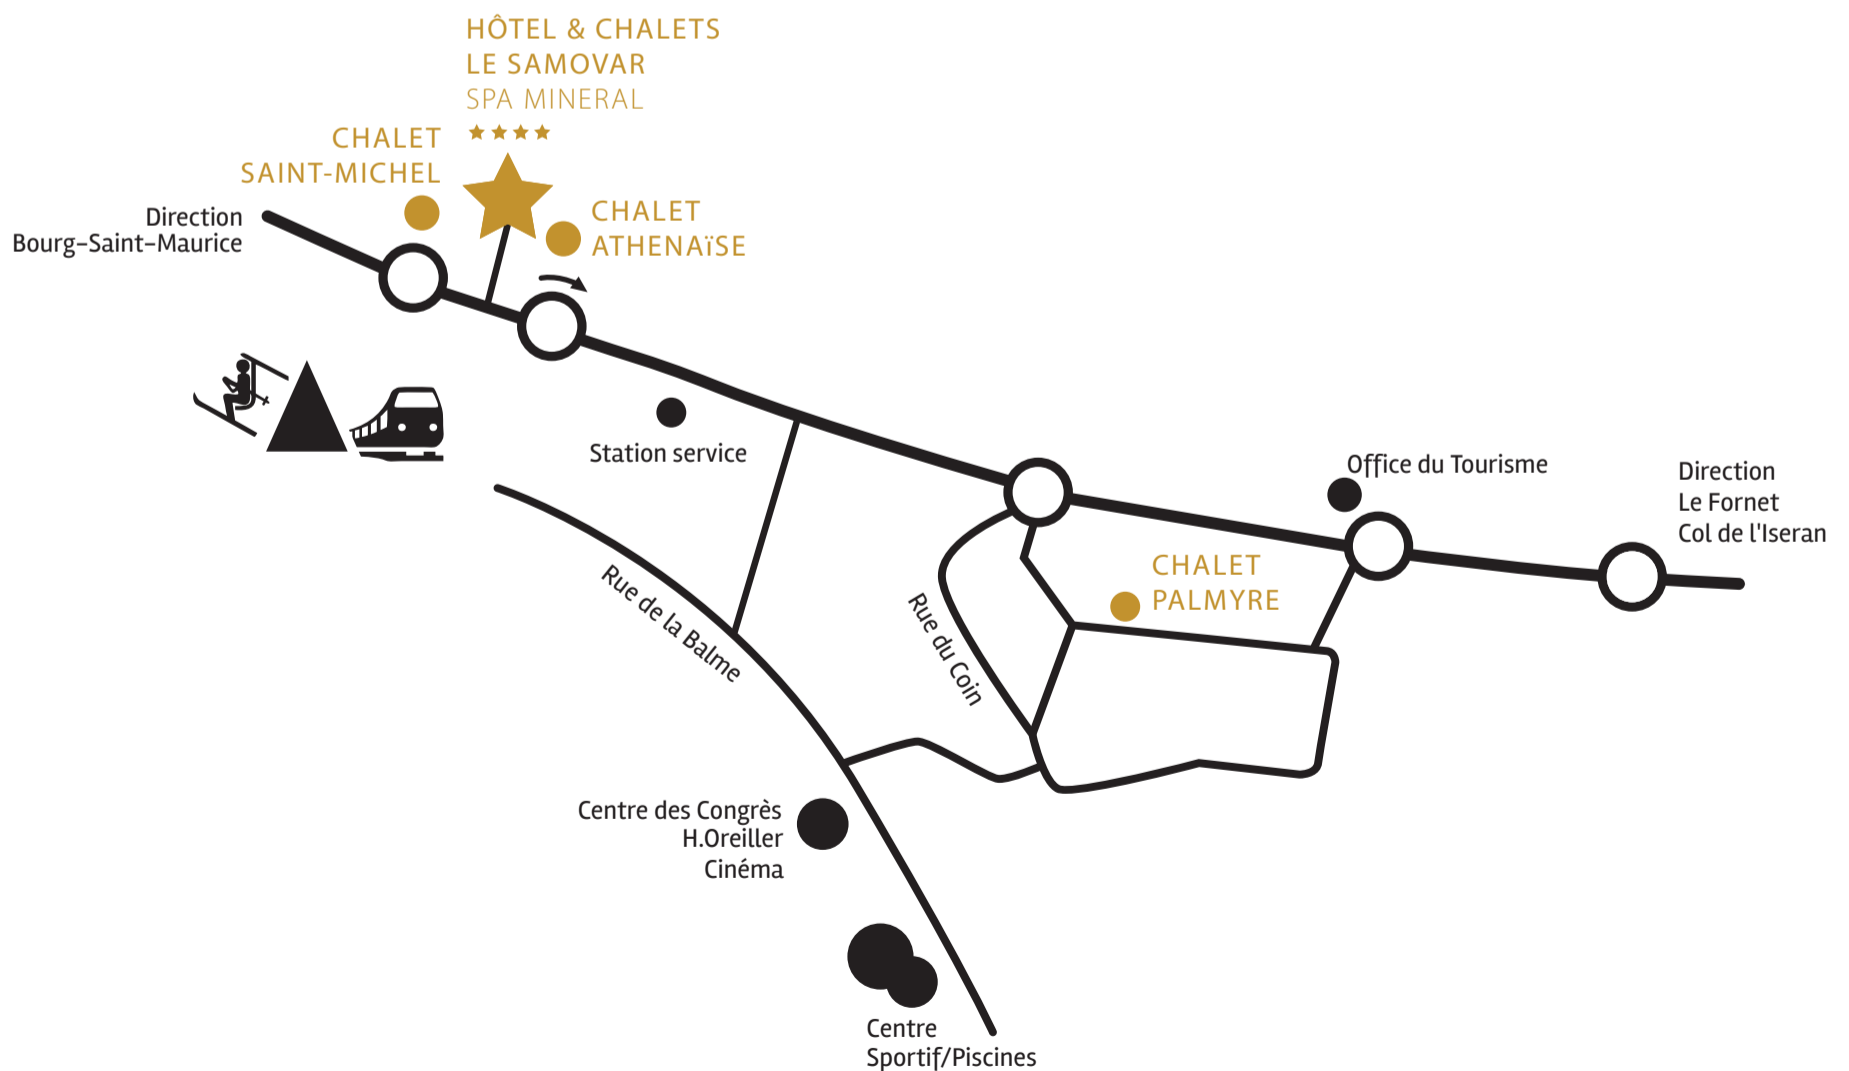 HÔTEL & CHALETS
LE SAMOVAR
SPA MINERAL
CHALET
SAINT-MICHEL
CHALET
ATHENAïSE
Direction
Bourg-Saint-Maurice
Station service
Office du Tourisme
Direction
Le Fornet
Col de l'Iseran
CHALET
PALMYRE
Rue de la Balme
Rue du Coin
Centre des Congrès
H.Oreiller
Cinéma
Centre
Sportif/Piscines